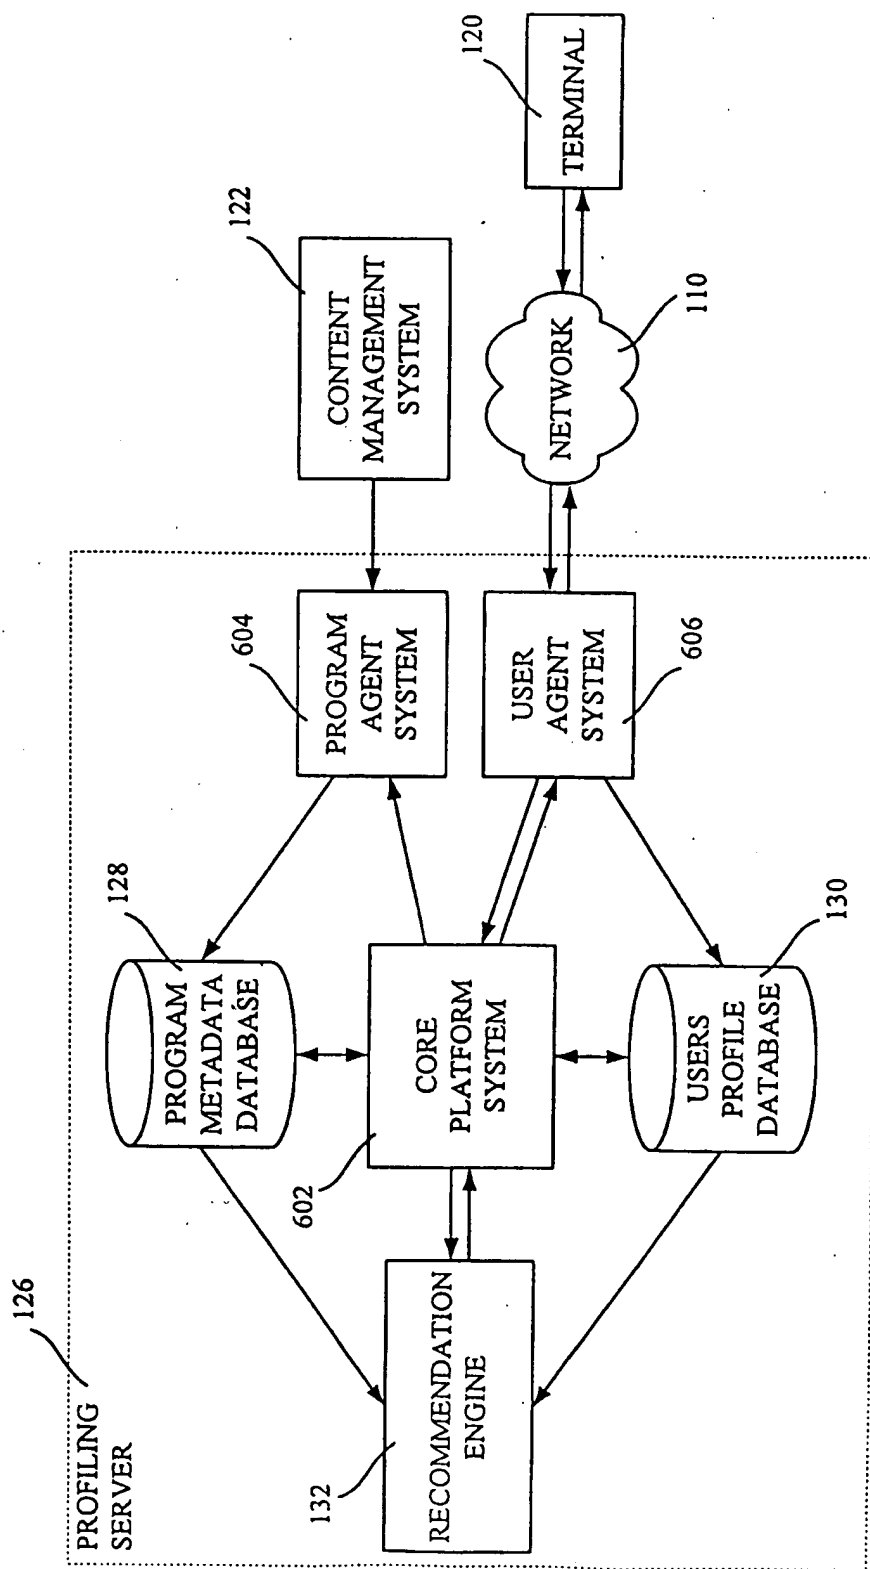 PROFILING
SERVER
126
PROGRAM
METADATA
DATABASE
128
PROGRAM
AGENT
SYSTEM
604
CONTENT
MANAGEMENT
SYSTEM
122
RECOMMENDATION
ENGINE
132
CORE
PLATFORM
SYSTEM
602
USER
AGENT
SYSTEM
606
NETWORK
110
TERMINAL
120
USERS
PROFILE
DATABASE
130